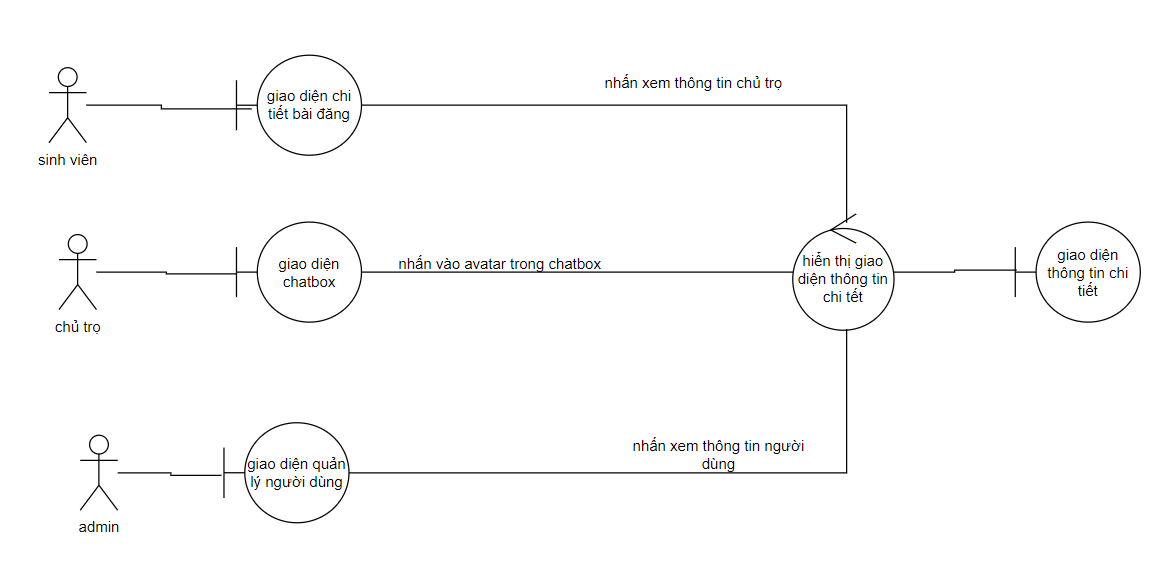 nhấn xem thông tin chủ trọ
giao diện chi
tiết bài đăng
sinh viên
giao diện
chatbox
nhấn vào avatar trong chatbox
hiển thị giao
diện thông tin
chi tết
giao diện
thông tin chi
tiết
chủ trọ
nhấn xem thông tin người
dùng
giao diện quản
lý người dùng
admin